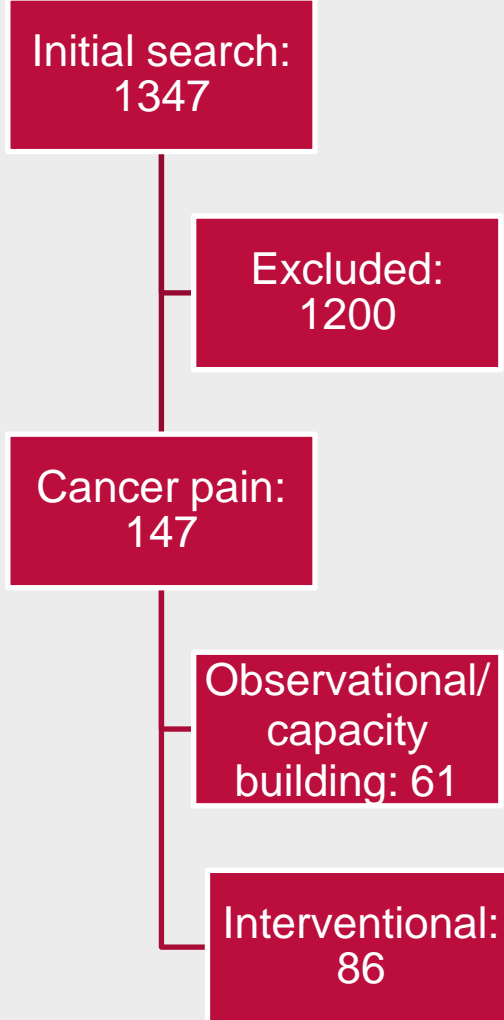 Initial search:
1347
Excluded:
1200
Cancer pain:
147
Observational/
capacity
building: 61
Interventional:
86